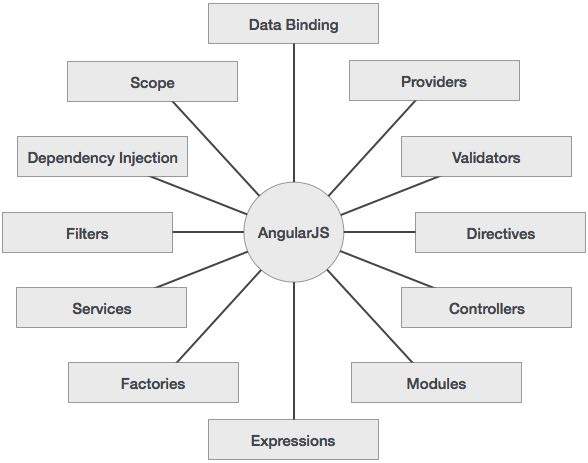 Data Binding
Scope
Providers
Dependency Injection
Validators
Filters
AngularJS
Directives
Services
Controllers
Factories
Modules
Expressions